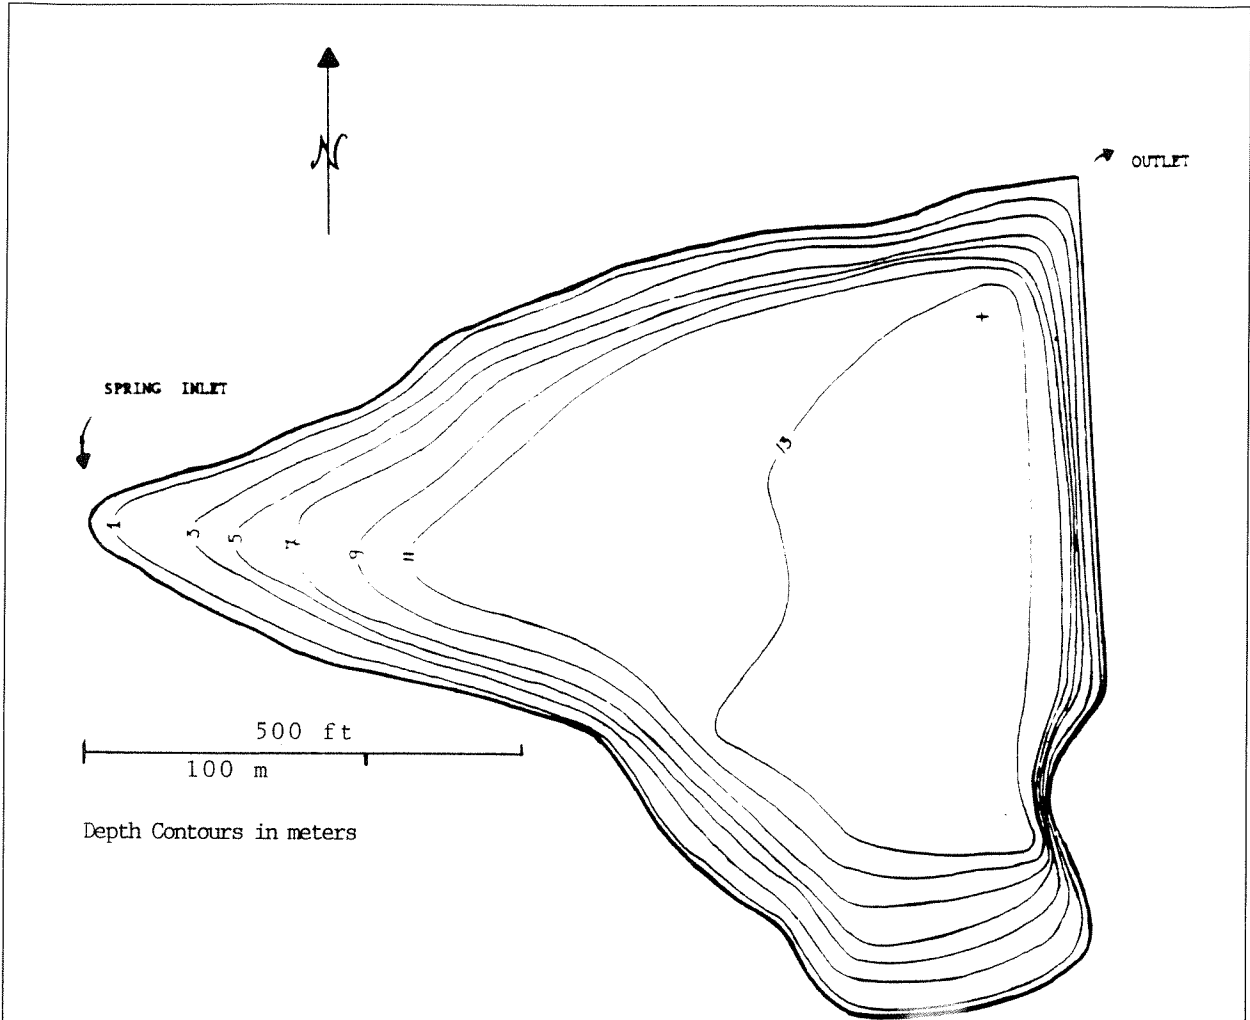 N
OUTLET
SPRING INLET
13
1
3
5
7
9
11
500 ft
100 m
Depth Contours in meters